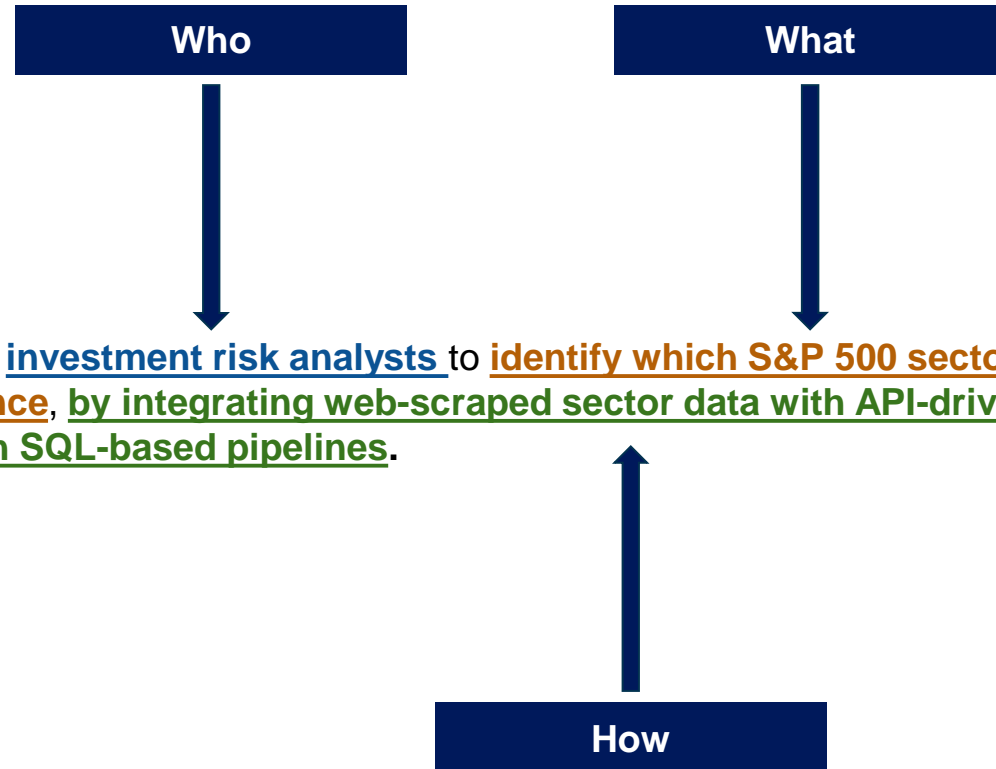 Who
What
investment risk analysts to identify which S&P 500 secto
nce, by integrating web-scraped sector data with API-driv
n SQL-based pipelines.
How